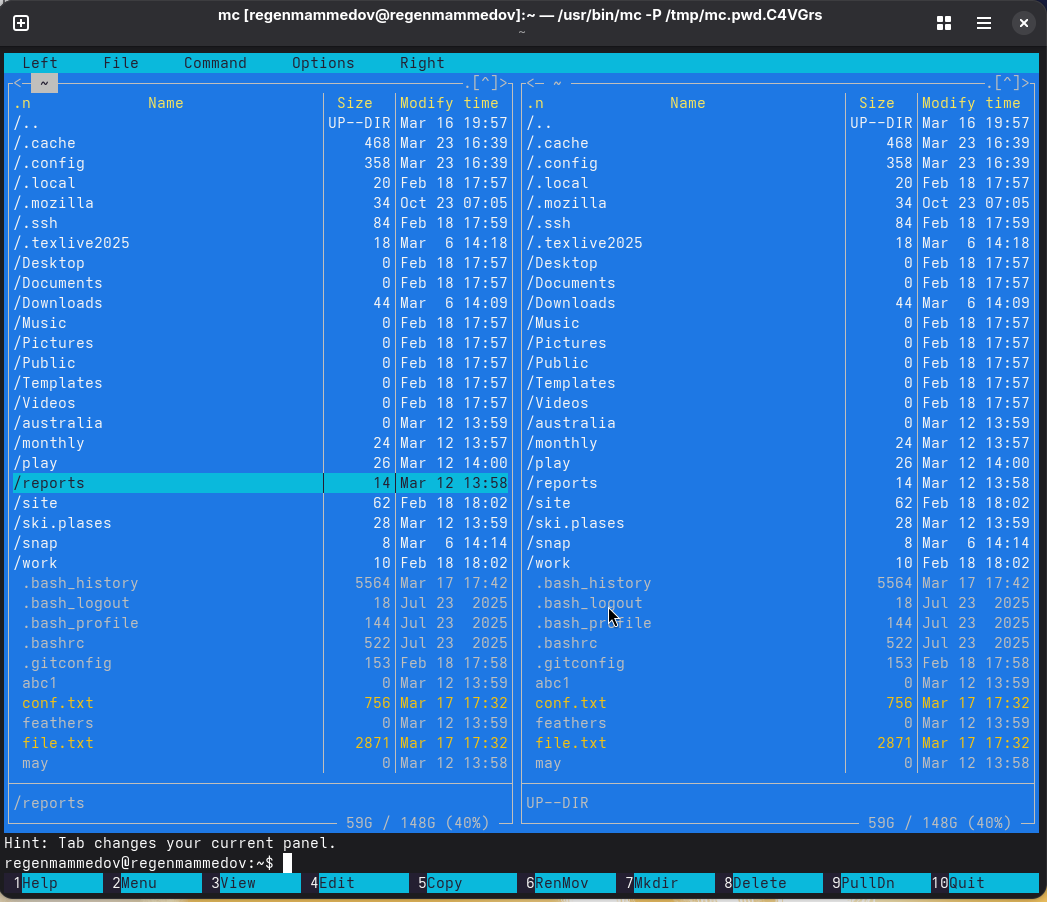 mc [regenmammedov@regenmammedov]:~ — /usr/bin/mc -P /tmp/mc.pwd.C4VGrs
~
Left File Command Options Right
<─ ~ .[^]> <─ ~ .[^]>
.n Name Size Modify time .n Name Size Modify time
/.. UP--DIR Mar 16 19:57 /.. UP--DIR Mar 16 19:57
/.cache 468 Mar 23 16:39 /.cache 468 Mar 23 16:39
/.config 358 Mar 23 16:39 /.config 358 Mar 23 16:39
/.local 20 Feb 18 17:57 /.local 20 Feb 18 17:57
/.mozilla 34 Oct 23 07:05 /.mozilla 34 Oct 23 07:05
/.ssh 84 Feb 18 17:59 /.ssh 84 Feb 18 17:59
/.texlive2025 18 Mar 6 14:18 /.texlive2025 18 Mar 6 14:18
/Desktop 0 Feb 18 17:57 /Desktop 0 Feb 18 17:57
/Documents 0 Feb 18 17:57 /Documents 0 Feb 18 17:57
/Downloads 44 Mar 6 14:09 /Downloads 44 Mar 6 14:09
/Music 0 Feb 18 17:57 /Music 0 Feb 18 17:57
/Pictures 0 Feb 18 17:57 /Pictures 0 Feb 18 17:57
/Public 0 Feb 18 17:57 /Public 0 Feb 18 17:57
/Templates 0 Feb 18 17:57 /Templates 0 Feb 18 17:57
/Videos 0 Feb 18 17:57 /Videos 0 Feb 18 17:57
/australia 0 Mar 12 13:59 /australia 0 Mar 12 13:59
/monthly 24 Mar 12 13:57 /monthly 24 Mar 12 13:57
/play 26 Mar 12 14:00 /play 26 Mar 12 14:00
/reports 14 Mar 12 13:58 /reports 14 Mar 12 13:58
/site 62 Feb 18 18:02 /site 62 Feb 18 18:02
/ski.plases 28 Mar 12 13:59 /ski.plases 28 Mar 12 13:59
/snap 8 Mar 6 14:14 /snap 8 Mar 6 14:14
/work 10 Feb 18 18:02 /work 10 Feb 18 18:02
.bash_history 5564 Mar 17 17:42 .bash_history 5564 Mar 17 17:42
.bash_logout 18 Jul 23 2025 .bash_logout 18 Jul 23 2025
.bash_profile 144 Jul 23 2025 .bash_profile 144 Jul 23 2025
.bashrc 522 Jul 23 2025 .bashrc 522 Jul 23 2025
.gitconfig 153 Feb 18 17:58 .gitconfig 153 Feb 18 17:58
abc1 0 Mar 12 13:59 abc1 0 Mar 12 13:59
conf.txt 756 Mar 17 17:32 conf.txt 756 Mar 17 17:32
feathers 0 Mar 12 13:59 feathers 0 Mar 12 13:59
file.txt 2871 Mar 17 17:32 file.txt 2871 Mar 17 17:32
may 0 Mar 12 13:58 may 0 Mar 12 13:58
/reports UP--DIR
59G / 148G (40%) 59G / 148G (40%)
Hint: Tab changes your current panel.
regenmammedov@regenmammedov:~$
1Help 2Menu 3View 4Edit 5Copy 6RenMov 7Mkdir 8Delete 9PullDn 10Quit